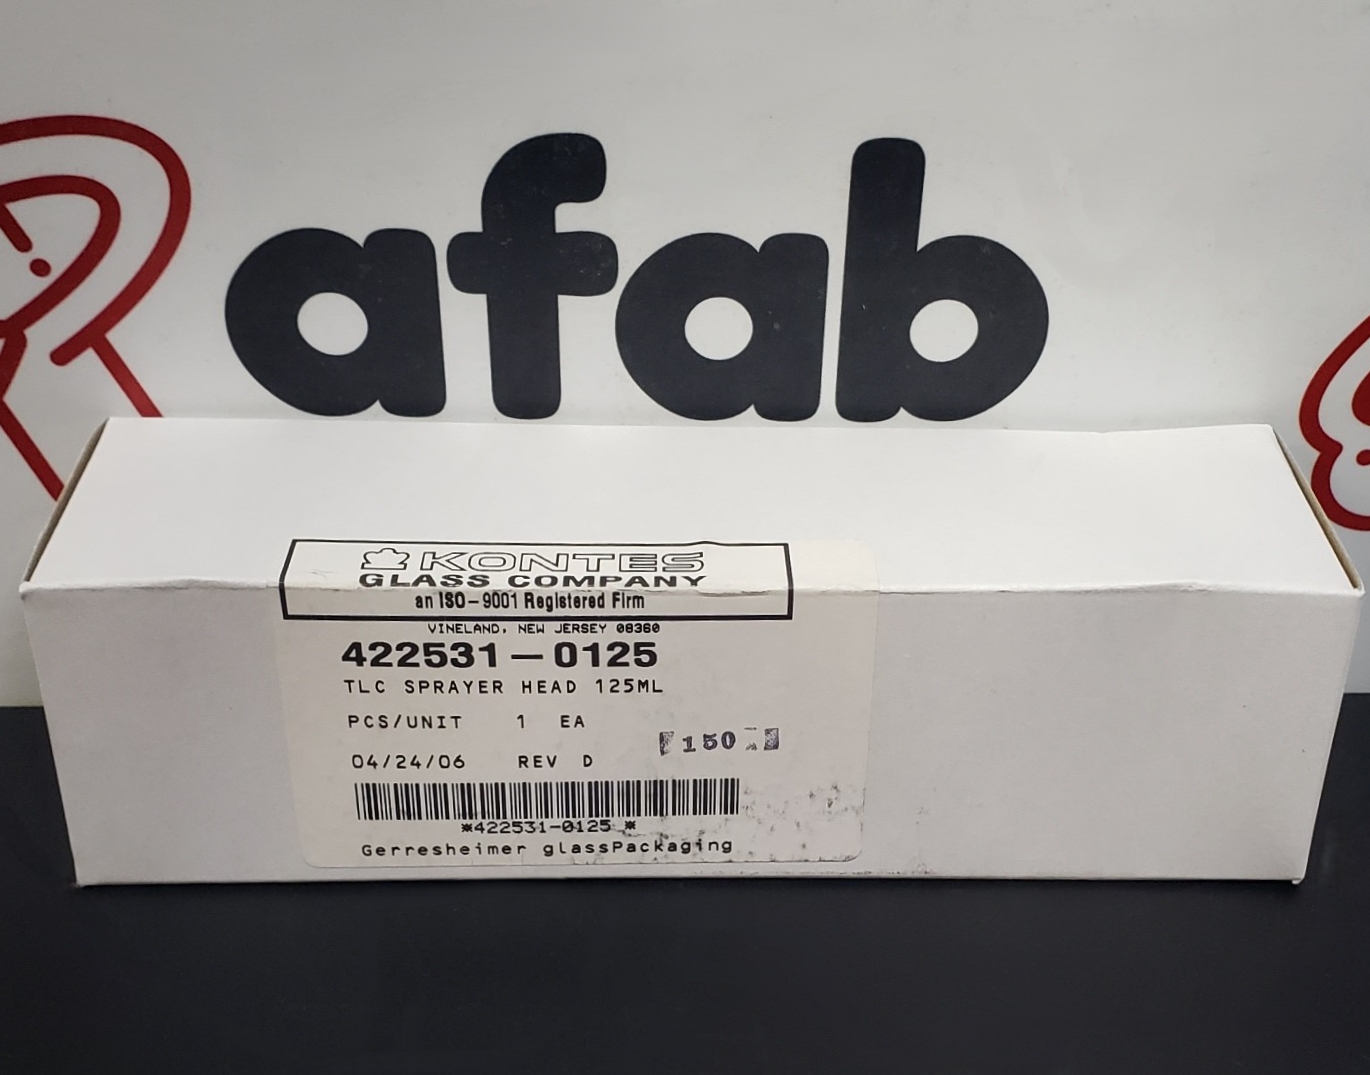 afab
KONTES
GLASS COMPANY
an ISO-9001 Registered Firm
VINELAND, NEW JERSEY 08360
422531-0125
TLC SPRAYER HEAD 125ML
PCS/UNIT 1 EA
150
04/24/06 REV D
*422531-0125 *
Gerresheimer glassPackaging